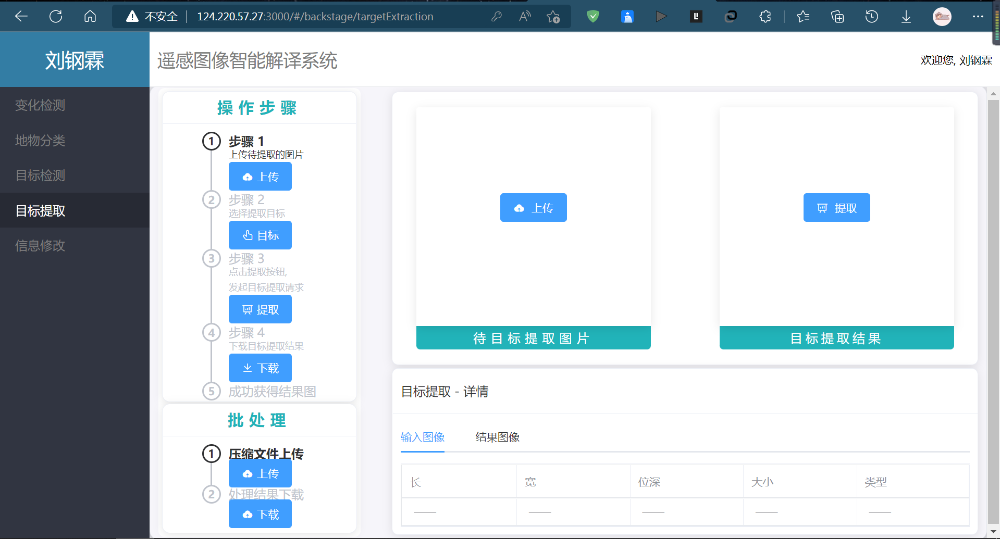 不安全
124.220.57.27:3000/#/backstage/targetExtraction
刘钢霖
遥感图像智能解译系统
欢迎您, 刘钢霖
变化检测
地物分类
目标检测
目标提取
信息修改
操作步骤
1 步骤 1
上传待提取的图片
上传
2 步骤 2
选择提取目标
目标
3 步骤 3
点击提取按钮,
发起目标提取请求
提取
4 步骤 4
下载目标提取结果
下载
5 成功获得结果图
批处理
1 压缩文件上传
上传
2 处理结果下载
下载
上传
待目标提取图片
提取
目标提取结果
目标提取 - 详情
输入图像 结果图像
长 宽 位深 大小 类型
—— —— —— —— ——